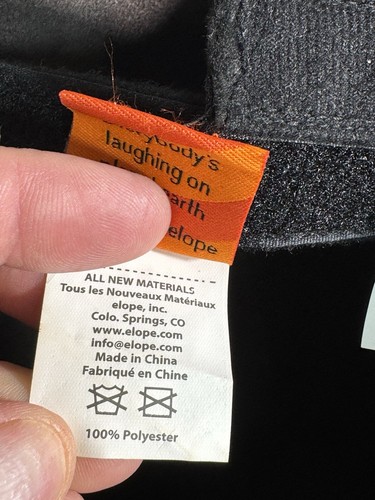 laughing on
earth
elope
ALL NEW MATERIALS
Tous les Nouveaux Matériaux
elope, inc.
Colo. Springs, CO
www.elope.com
info@elope.com
Made in China
Fabriqué en Chine
100% Polyester